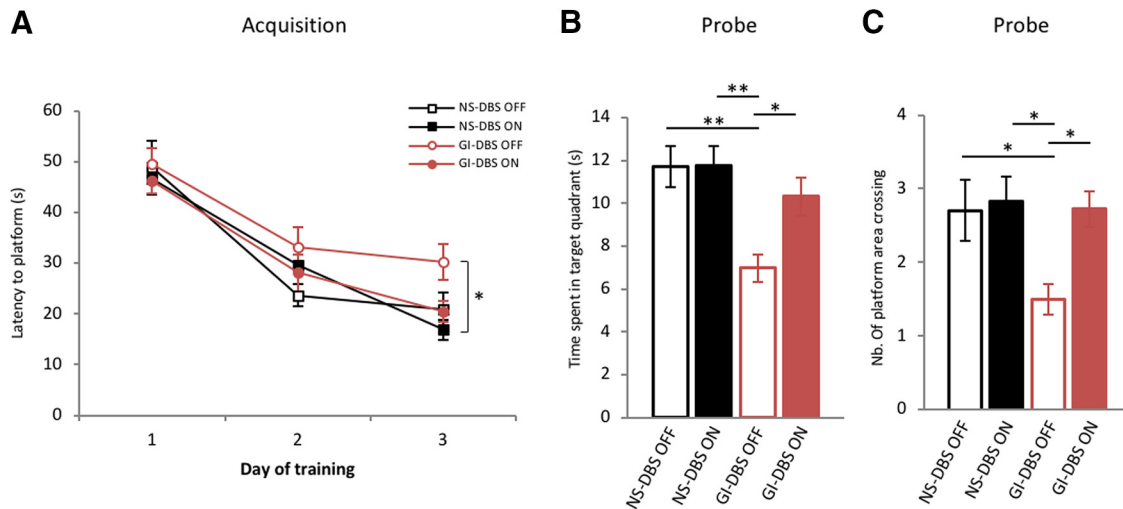 A
Acquisition
Latency to platform (s)
60
50
40
30
20
10
0
NS-DBS OFF
NS-DBS ON
GI-DBS OFF
GI-DBS ON
*
1 2 3
Day of training
B
Probe
Time spent in target quadrant (s)
14
12
10
8
6
4
2
0
**
**
*
NS-DBS OFF
NS-DBS ON
GI-DBS OFF
GI-DBS ON
C
Probe
Nb. Of platform area crossing
4
3
2
1
0
*
*
*
NS-DBS OFF
NS-DBS ON
GI-DBS OFF
GI-DBS ON